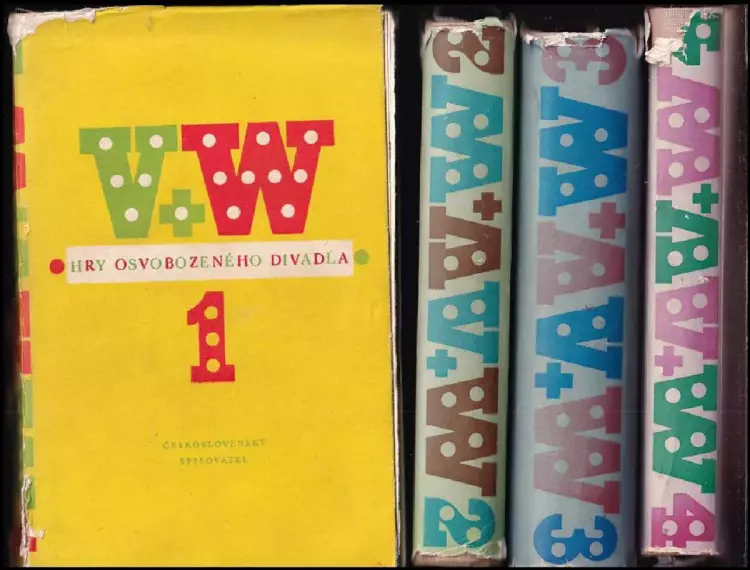 V+W
HRY OSVOBOZENÉHO DIVADLA
1
ČESKOSLOVENSKÝ
SPISOVATEL
2 V+W V+W 2
3 V+W V+W 3
4 V+W V+W 4